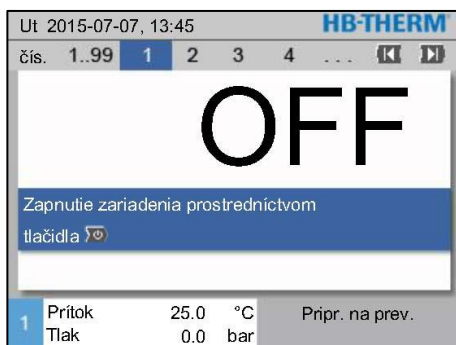 Ut 2015-07-07, 13:45 HB-THERM
čís. 1..99 1 2 3 4 ...
OFF
Zapnutie zariadenia prostredníctvom
tlačidla
1 Prítok 25.0 °C Pripr. na prev.
Tlak 0.0 bar